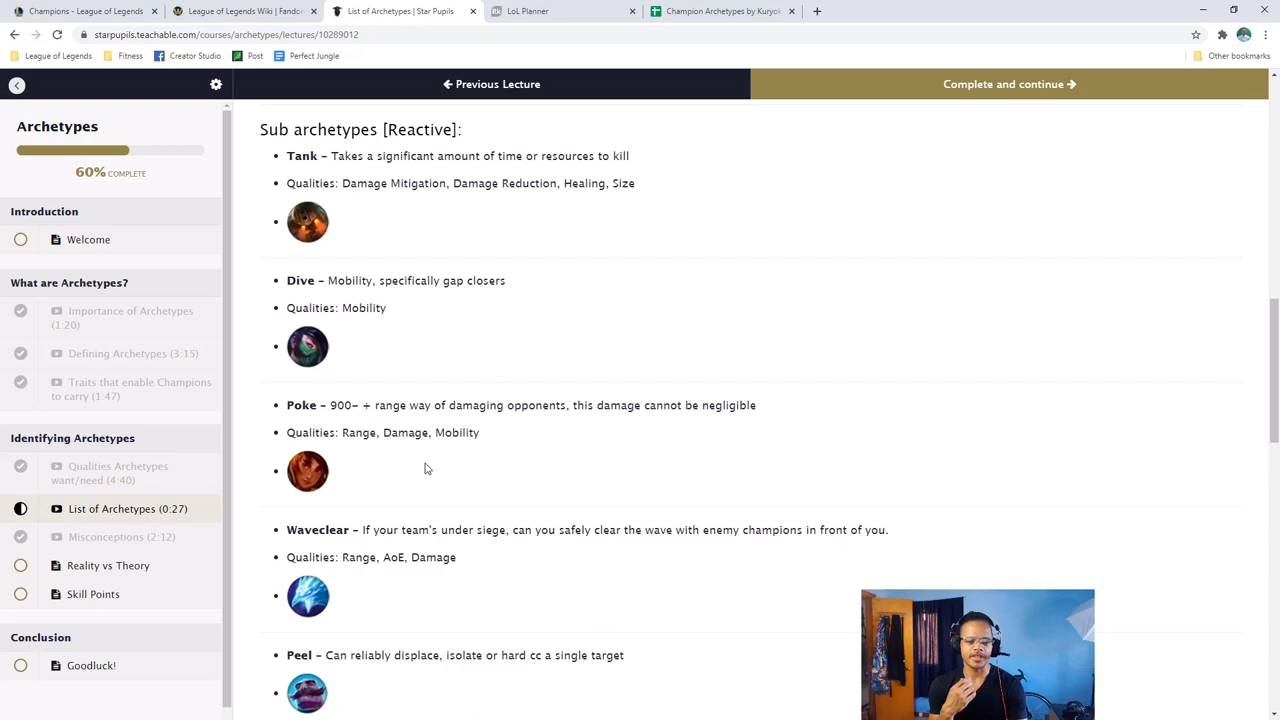 Champions - League of Legends
League of Legends Wiki | Fandom
List of Archetypes | Star Pupils
LoL Planner
Champion Archetypes by Kuryok
starpupils.teachable.com/courses/archetypes/lectures/10289012
League of Legends
Fitness
Creator Studio
Post
Perfect Jungle
Other bookmarks
Previous Lecture
Complete and continue
Archetypes
60% COMPLETE
Introduction
Welcome
What are Archetypes?
Importance of Archetypes
(1:20)
Defining Archetypes (3:15)
Traits that enable Champions
to carry (1:47)
Identifying Archetypes
Qualities Archetypes
want/need (4:40)
List of Archetypes (0:27)
Misconceptions (2:12)
Reality vs Theory
Skill Points
Conclusion
Goodluck!
Sub archetypes [Reactive]:
Tank – Takes a significant amount of time or resources to kill
Qualities: Damage Mitigation, Damage Reduction, Healing, Size
Dive – Mobility, specifically gap closers
Qualities: Mobility
Poke – 900– + range way of damaging opponents, this damage cannot be negligible
Qualities: Range, Damage, Mobility
Waveclear – If your team's under siege, can you safely clear the wave with enemy champions in front of you.
Qualities: Range, AoE, Damage
Peel – Can reliably displace, isolate or hard cc a single target